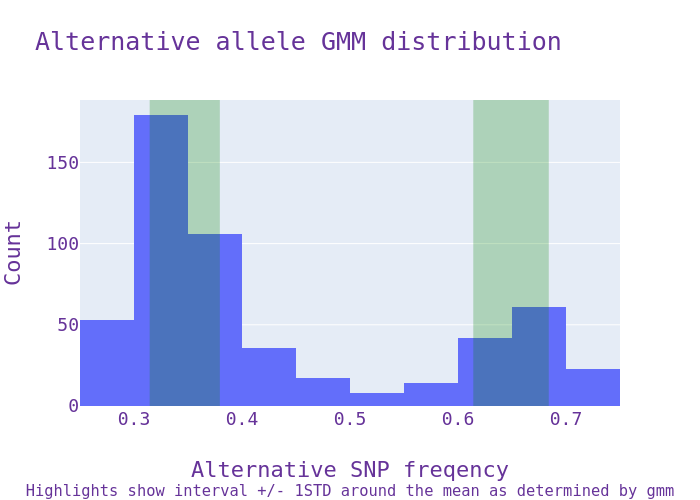 Alternative allele GMM distribution
Count
150
100
50
0
0.3 0.4 0.5 0.6 0.7
Alternative SNP freqency
Highlights show interval +/- 1STD around the mean as determined by gmm